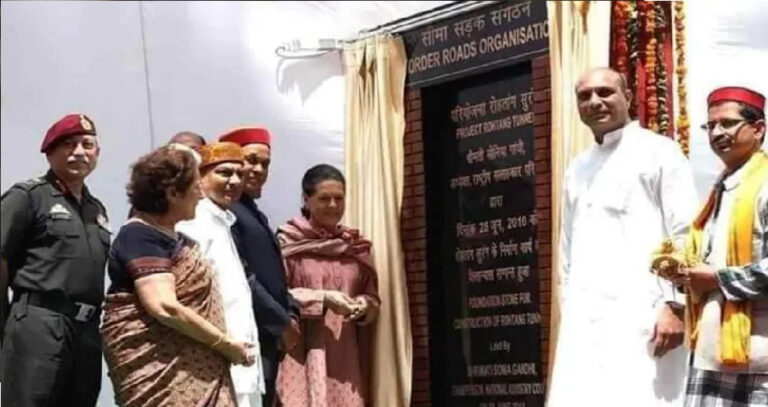 सीमा सड़क संगठन
ORDER ROADS ORGANISATIO
परियोजना रोहतांग सुरं
PROJECT ROHTANG TUNNE
श्रीमती सोनिया गांधी,
अध्यक्षा, राष्ट्रीय सलाहकार परि
द्वारा
दिनांक 28 जून, 2010 को
रोहतांग सुरंग के निर्माण कार्य
शिलान्यास सम्पन्न हुआ
FOUNDATION STONE FOR
CONSTRUCTION OF ROHTANG TUNN
Laid By
SHRIMATI SONIA GANDHI,
CHAIRPERSON, NATIONAL ADVISORY CO